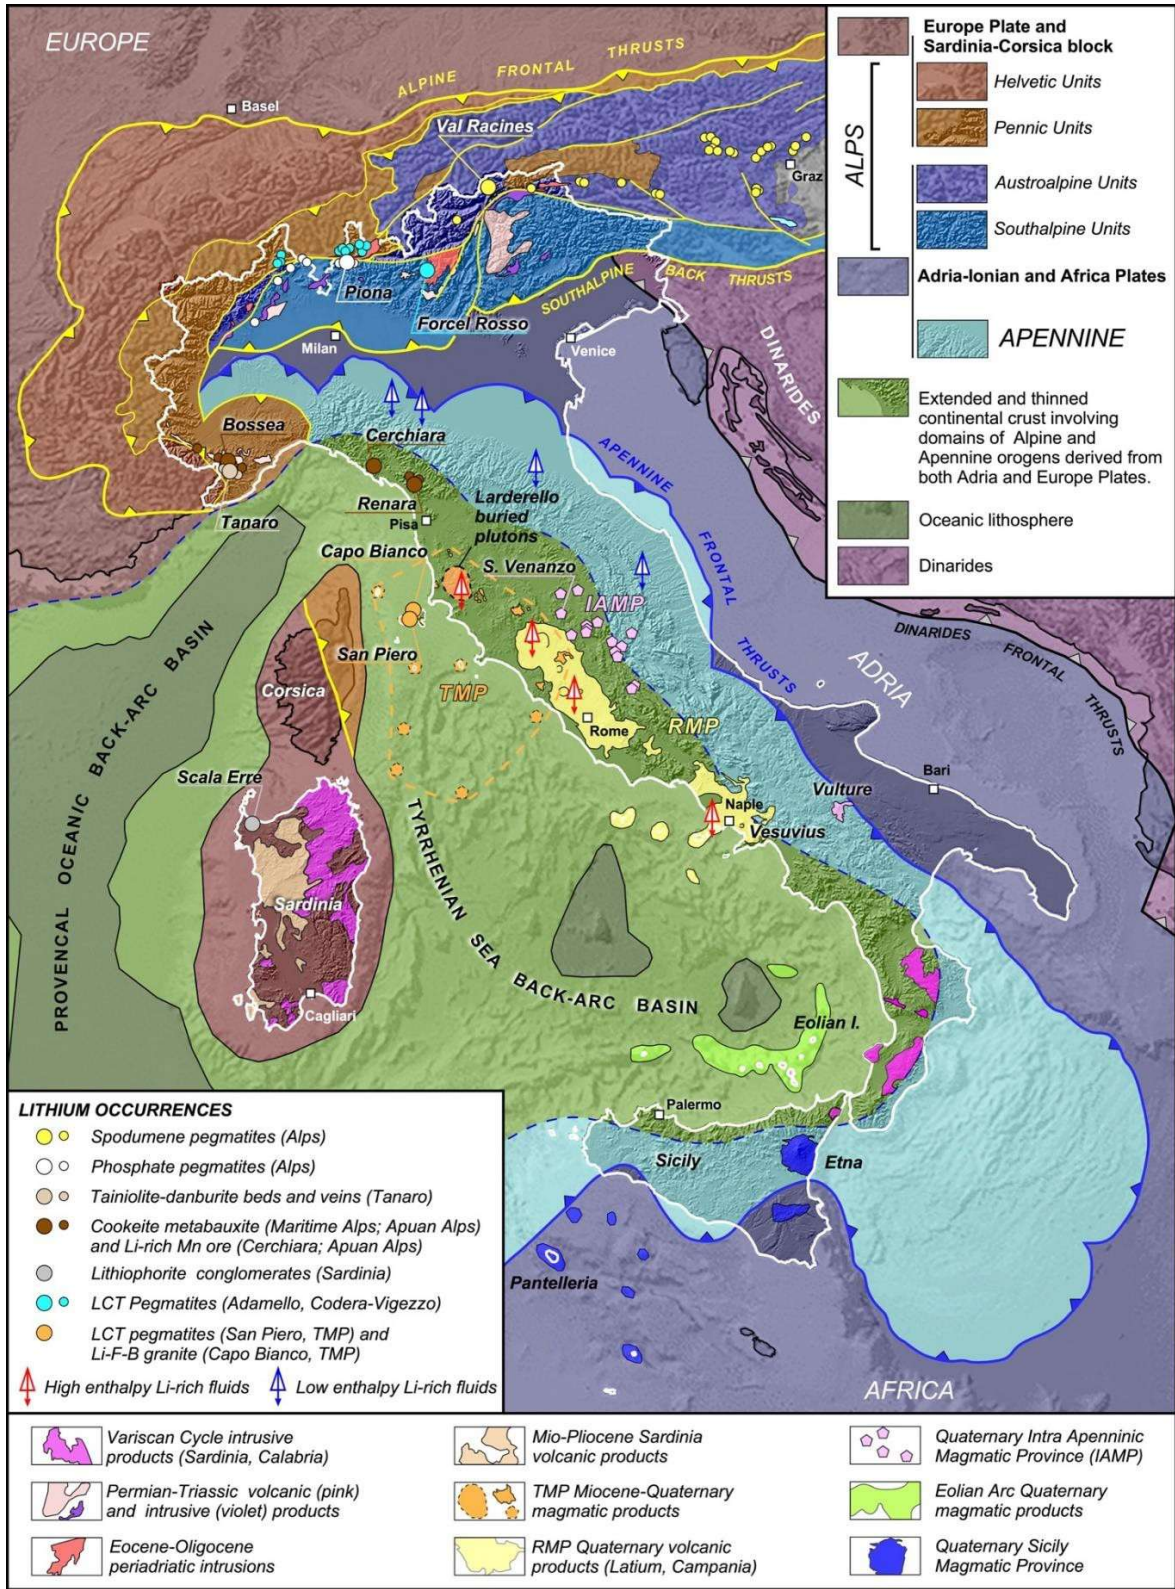 EUROPE
ALPINE FRONTAL THRUSTS
Basel
Val Racines
Graz
Piona
Forcel Rosso
SOUTHALPINE BACK THRUSTS
Milan
Venice
DINARIDES
Bossea
Cerchiara
APENNINE FRONTAL THRUSTS
Tanaro
Renara
Pisa
Larderello
buried
plutons
Capo Bianco
S. Venanzo
IAMP
San Piero
TMP
Corsica
ADRIA
DINARIDES FRONTAL THRUSTS
RMP
Rome
Scala Erre
Bari
Vulture
Naple
Vesuvius
PROVENCAL OCEANIC BACK-ARC BASIN
TYRRHENIAN SEA BACK-ARC BASIN
Sardinia
Cagliari
Eolian I.
Palermo
Sicily
Etna
Pantelleria
AFRICA
Europe Plate and
Sardinia-Corsica block
ALPS
Helvetic Units
Pennic Units
Austroalpine Units
Southalpine Units
Adria-Ionian and Africa Plates
APENNINE
Extended and thinned
continental crust involving
domains of Alpine and
Apennine orogens derived from
both Adria and Europe Plates.
Oceanic lithosphere
Dinarides
LITHIUM OCCURRENCES
Spodumene pegmatites (Alps)
Phosphate pegmatites (Alps)
Tainiolite-danburite beds and veins (Tanaro)
Cookeite metabauxite (Maritime Alps; Apuan Alps)
and Li-rich Mn ore (Cerchiara; Apuan Alps)
Lithiophorite conglomerates (Sardinia)
LCT Pegmatites (Adamello, Codera-Vigezzo)
LCT pegmatites (San Piero, TMP) and
Li-F-B granite (Capo Bianco, TMP)
High enthalpy Li-rich fluids
Low enthalpy Li-rich fluids
Variscan Cycle intrusive
products (Sardinia, Calabria)
Permian-Triassic volcanic (pink)
and intrusive (violet) products
Eocene-Oligocene
periadriatic intrusions
Mio-Pliocene Sardinia
volcanic products
TMP Miocene-Quaternary
magmatic products
RMP Quaternary volcanic
products (Latium, Campania)
Quaternary Intra Apenninic
Magmatic Province (IAMP)
Eolian Arc Quaternary
magmatic products
Quaternary Sicily
Magmatic Province